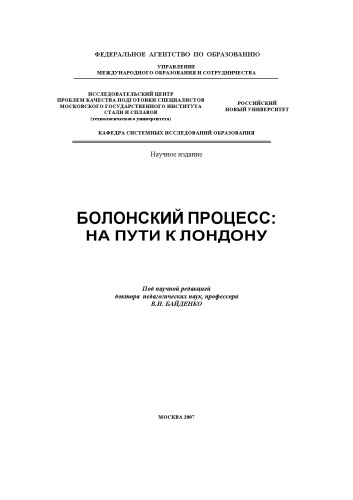 ФЕДЕРАЛЬНОЕ АГЕНТСТВО ПО ОБРАЗОВАНИЮ
УПРАВЛЕНИЕ
МЕЖДУНАРОДНОГО ОБРАЗОВАНИЯ И СОТРУДНИЧЕСТВА
ИССЛЕДОВАТЕЛЬСКИЙ ЦЕНТР
ПРОБЛЕМ КАЧЕСТВА ПОДГОТОВКИ СПЕЦИАЛИСТОВ
МОСКОВСКОГО ГОСУДАРСТВЕННОГО ИНСТИТУТА
СТАЛИ И СПЛАВОВ
(технологического университета)
РОССИЙСКИЙ
НОВЫЙ УНИВЕРСИТЕТ
КАФЕДРА СИСТЕМНЫХ ИССЛЕДОВАНИЙ ОБРАЗОВАНИЯ
Научное издание
БОЛОНСКИЙ ПРОЦЕСС:
НА ПУТИ К ЛОНДОНУ
Под научной редакцией
доктора педагогических наук, профессора
В.И. БАЙДЕНКО
МОСКВА 2007